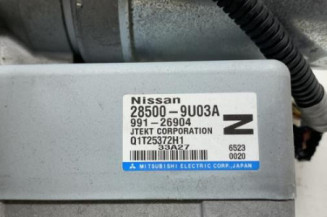 Nissan
28500-9U03A
991-26904
JTEKT CORPORATION
Q1T25372H1
33A27
Z
6523
0020
MITSUBISHI ELECTRIC CORP. JAPAN